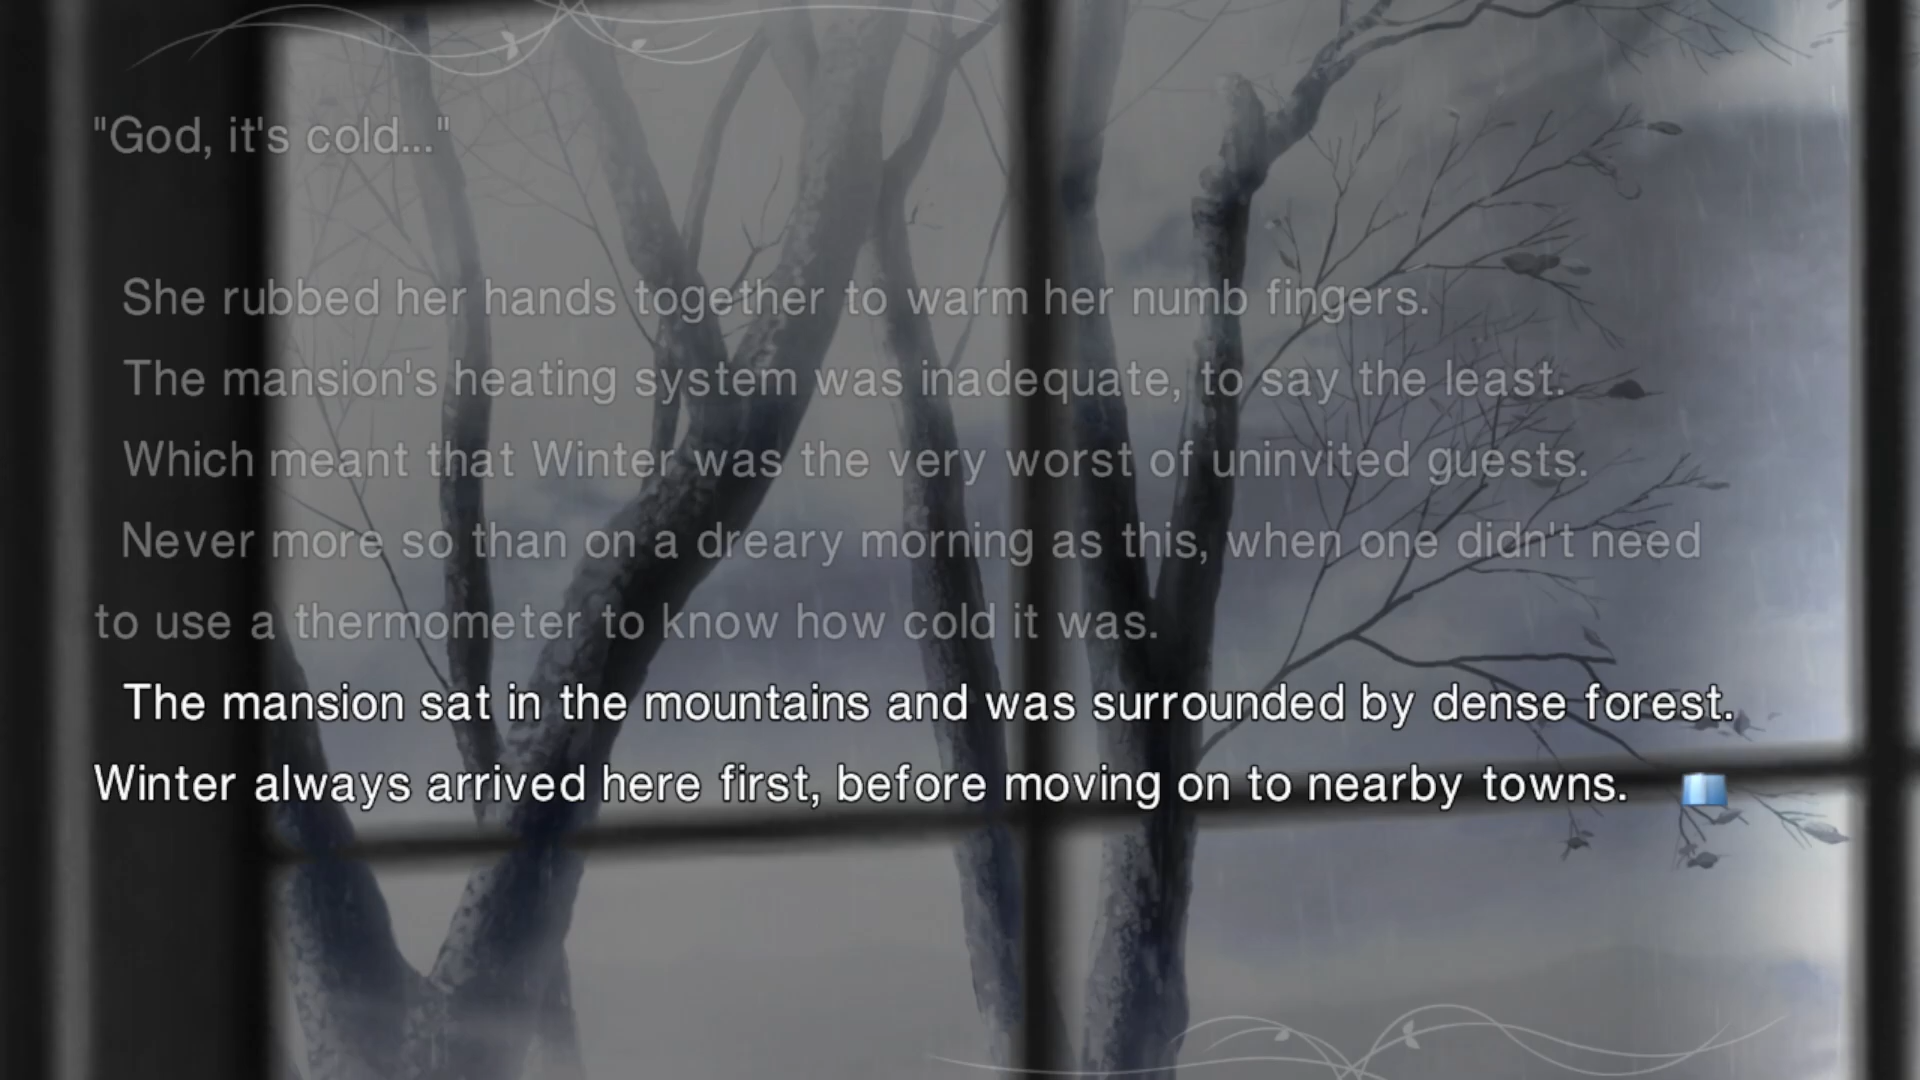 "God, it's cold..."
She rubbed her hands together to warm her numb fingers.
The mansion's heating system was inadequate, to say the least.
Which meant that Winter was the very worst of uninvited guests.
Never more so than on a dreary morning as this, when one didn't need
to use a thermometer to know how cold it was.
The mansion sat in the mountains and was surrounded by dense forest.
Winter always arrived here first, before moving on to nearby towns.